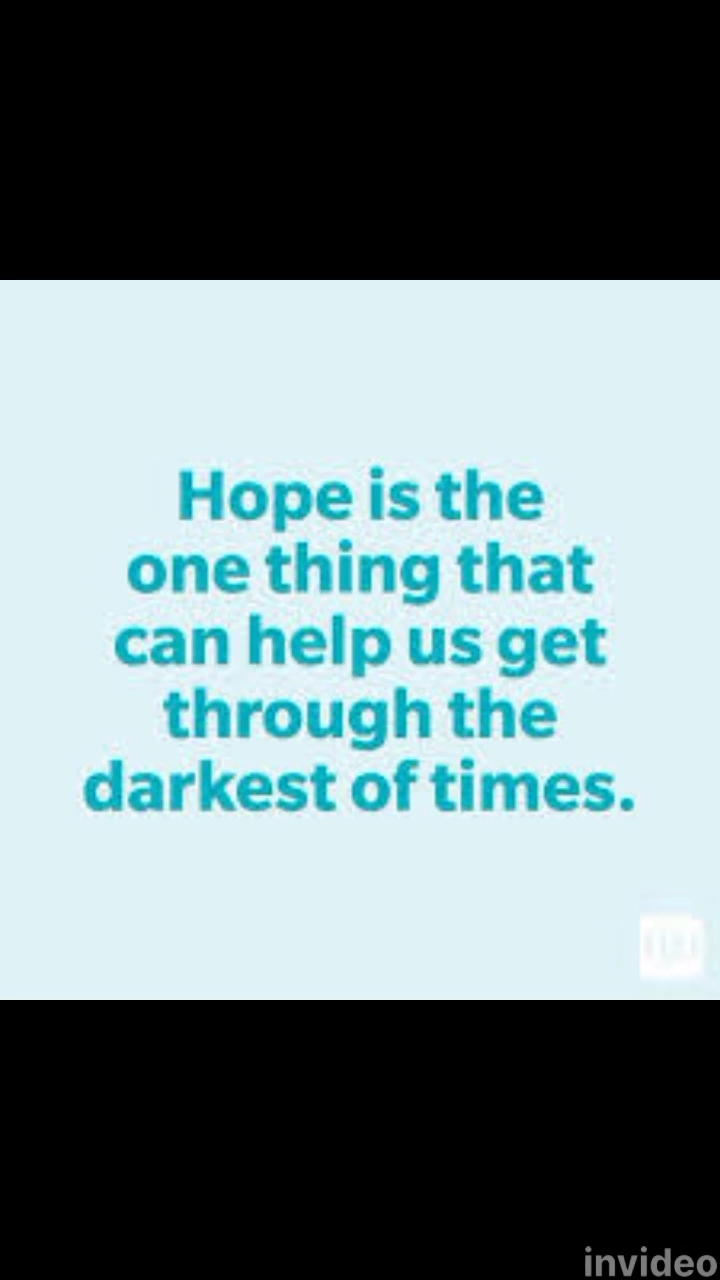 Hope is the
one thing that
can help us get
through the
darkest of times.
invideo